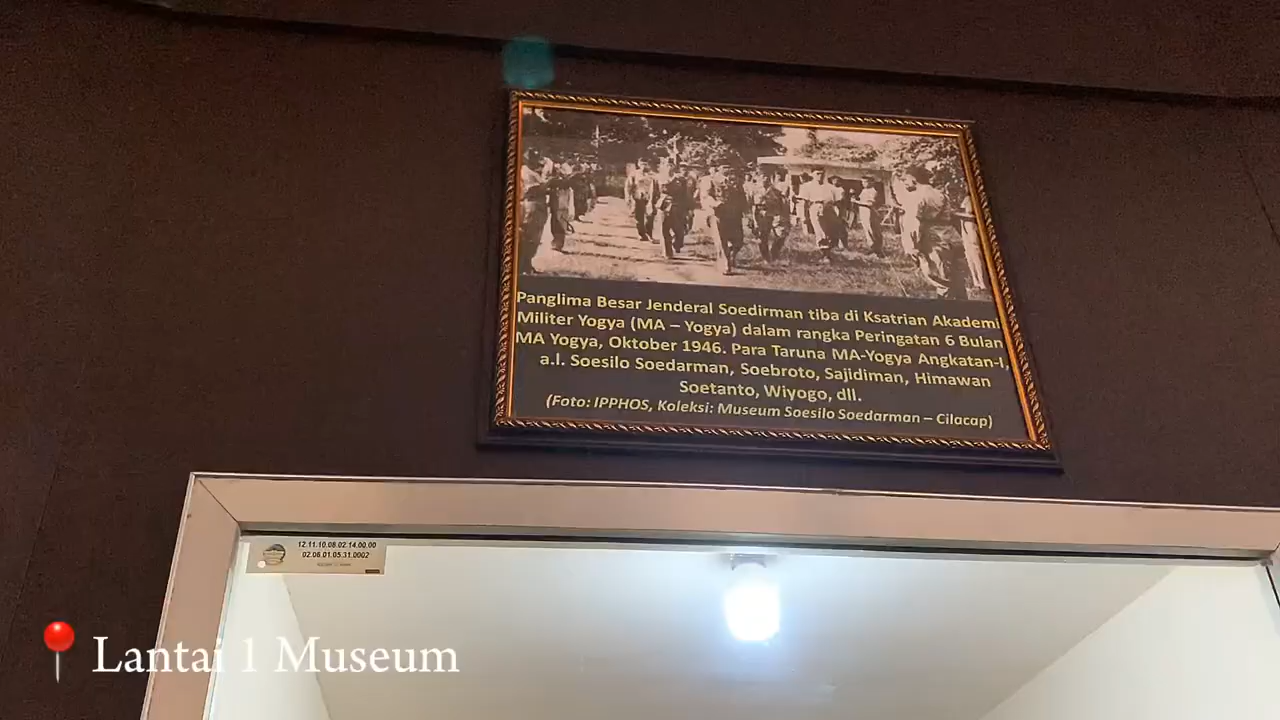 Panglima Besar Jenderal Soedirman tiba di Ksatrian Akademi
Militer Yogya (MA – Yogya) dalam rangka Peringatan 6 Bulan
MA Yogya, Oktober 1946. Para Taruna MA-Yogya Angkatan-I,
a.l. Soesilo Soedarman, Soebroto, Sajidiman, Himawan
Soetanto, Wiyogo, dll.
(Foto: IPPHOS, Koleksi: Museum Soesilo Soedarman – Cilacap)
12.11.10.08.02.14.00.00
02.06.01.05.31.0002
Lantai 1 Museum